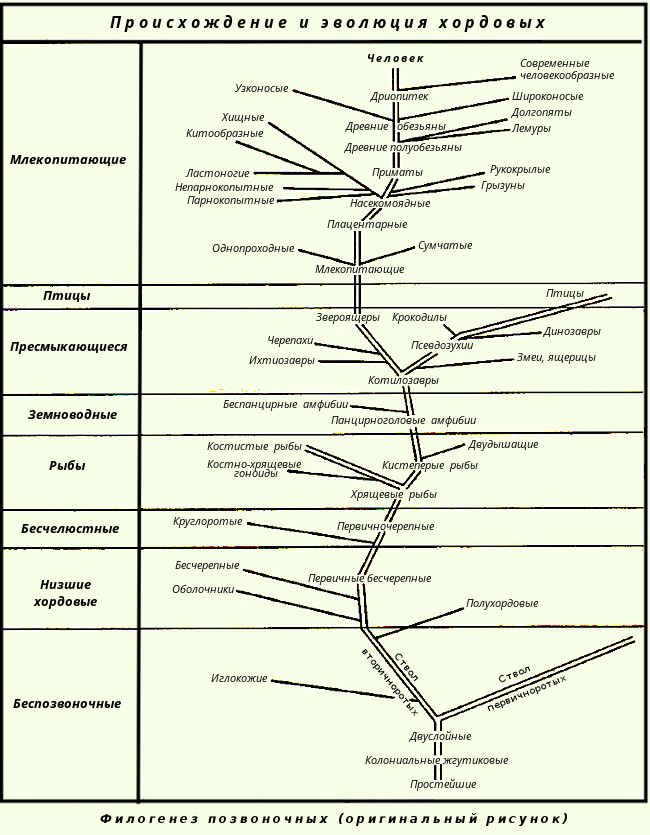 Происхождение и эволюция хордовых
Человек
Современные
человекообразные
Узконосые
Дриопитек
Широконосые
Хищные
Долгопяты
Древние обезьяны
Китообразные
Лемуры
Древние полуобезьяны
Млекопитающие
Ластоногие
Приматы
Рукокрылые
Непарнокопытные
Грызуны
Парнокопытные
Насекомоядные
Плацентарные
Однопроходные
Сумчатые
Млекопитающие
Птицы
Птицы
Звероящеры
Крокодилы
Динозавры
Черепахи
Псевдозухии
Пресмыкающиеся
Ихтиозавры
Змеи, ящерицы
Котилозавры
Беспанцирные амфибии
Земноводные
Панцирноголовые амфибии
Костистые рыбы
Двудышащие
Рыбы
Костно-хрящевые
гоноиды
Кистеперые рыбы
Хрящевые рыбы
Круглоротые
Бесчелюстные
Первичночерепные
Бесчерепные
Первичные бесчерепные
Низшие
хордовые
Оболочники
Полухордовые
Ствол
вторичноротых
Ствол
первичноротых
Иглокожие
Беспозвоночные
Двуслойные
Колониальные жгутиковые
Простейшие
Филогенез позвоночных (оригинальный рисунок)